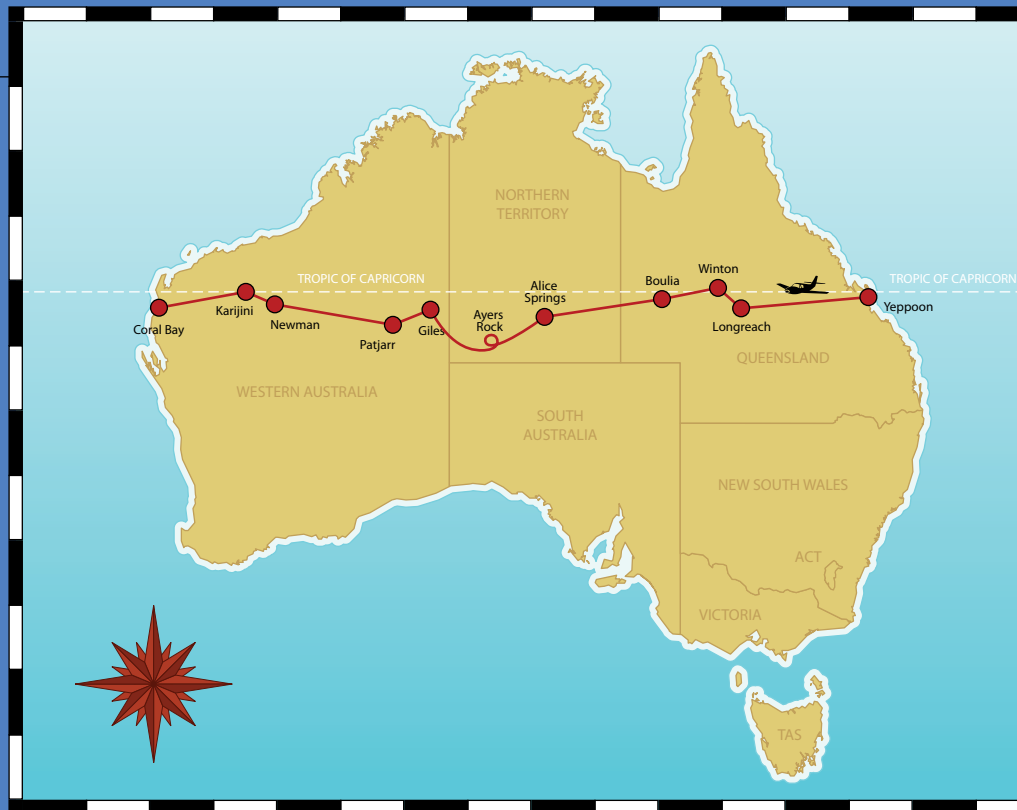 NORTHERN
TERRITORY
TROPIC OF CAPRICORN
TROPIC OF CAPRICORN
Winton
Boulia
Alice
Springs
Yeppoon
Karijini
Newman
Coral Bay
Giles
Ayers
Rock
Patjarr
Longreach
QUEENSLAND
WESTERN AUSTRALIA
SOUTH
AUSTRALIA
NEW SOUTH WALES
ACT
VICTORIA
TAS